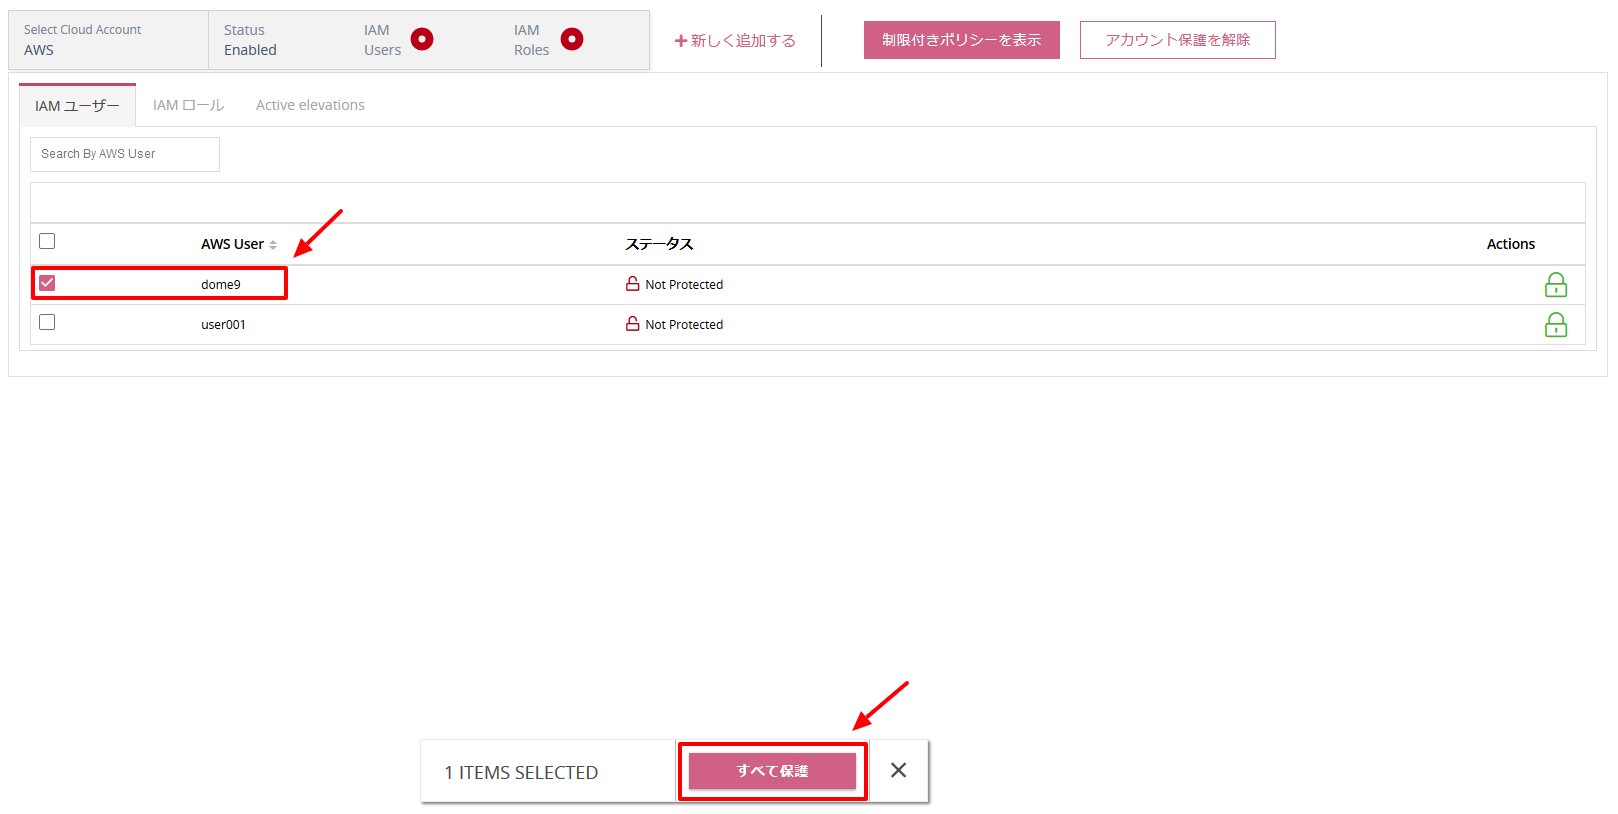 Select Cloud Account
AWS
Status
Enabled
IAM
Users
IAM
Roles
+新しく追加する
制限付きポリシーを表示
アカウント保護を解除
IAM ユーザー
IAM ロール
Active elevations
Search By AWS User
AWS User
ステータス
Actions
dome9
Not Protected
user001
Not Protected
1 ITEMS SELECTED
すべて保護